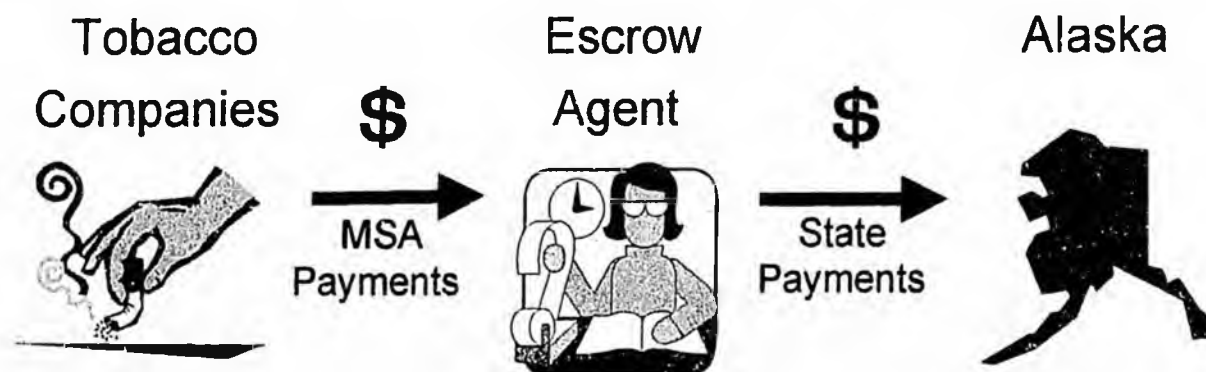 Tobacco
Companies
$
MSA
Payments
Escrow
Agent
$
State
Payments
Alaska